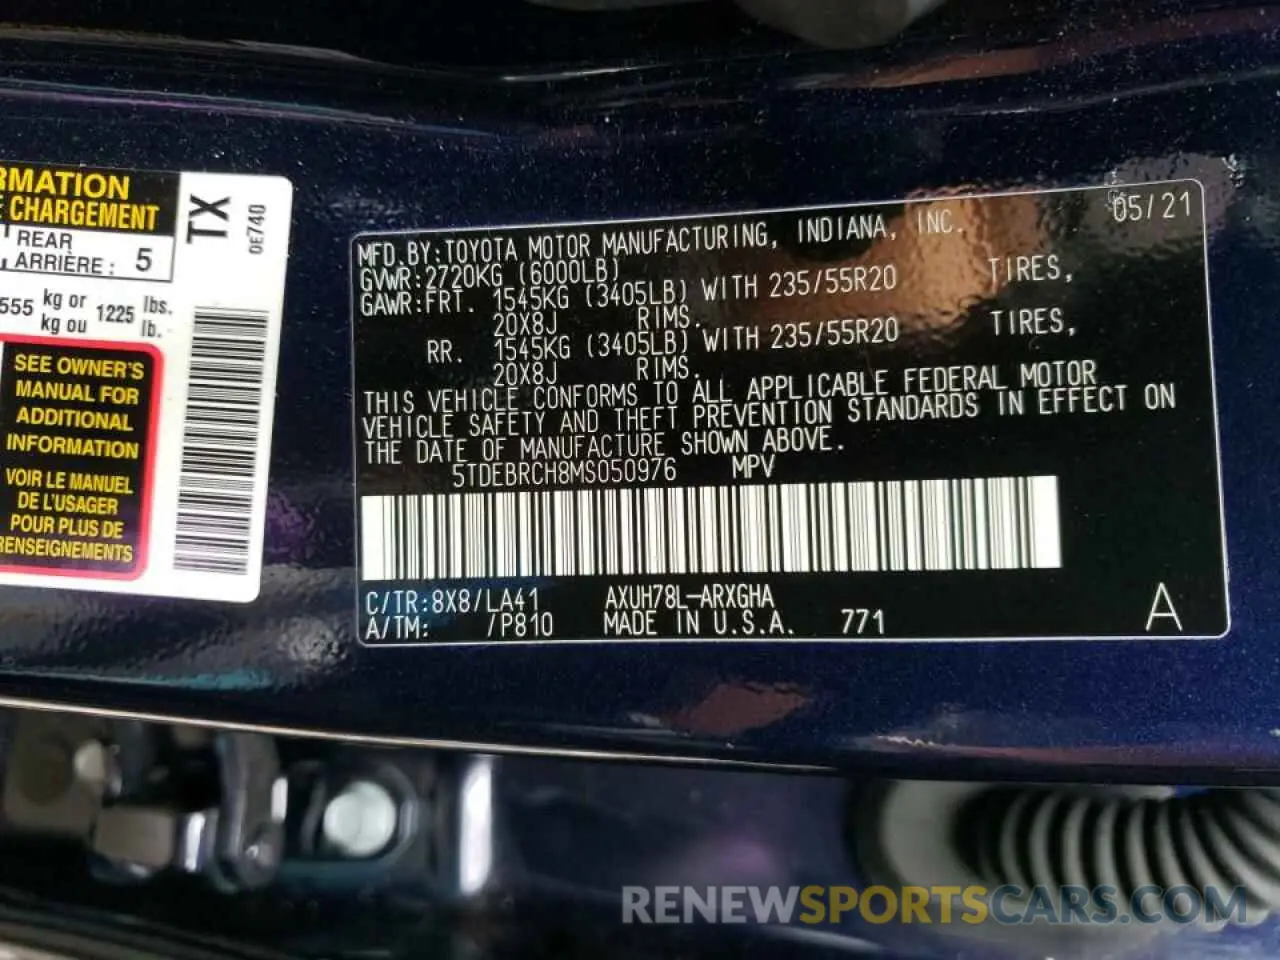 RMATION
E CHARGEMENT
REAR
ARRIÈRE : 5
555 kg or 1225 lbs.
kg ou lb.
SEE OWNER'S
MANUAL FOR
ADDITIONAL
INFORMATION
VOIR LE MANUEL
DE L'USAGER
POUR PLUS DE
RENSEIGNEMENTS
TX
0E740
05/21
MFD.BY:TOYOTA MOTOR MANUFACTURING, INDIANA, INC.
GVWR:2720KG (6000LB)
GAWR:FRT. 1545KG (3405LB) WITH 235/55R20 TIRES,
20X8J RIMS.
RR. 1545KG (3405LB) WITH 235/55R20 TIRES,
20X8J RIMS.
THIS VEHICLE CONFORMS TO ALL APPLICABLE FEDERAL MOTOR
VEHICLE SAFETY AND THEFT PREVENTION STANDARDS IN EFFECT ON
THE DATE OF MANUFACTURE SHOWN ABOVE.
5TDEBRCH8MS050976 MPV
C/TR:8X8/LA41 AXUH78L-ARXGHA
A/TM: /P810 MADE IN U.S.A. 771 A
RENEWSPORTSCARS.COM